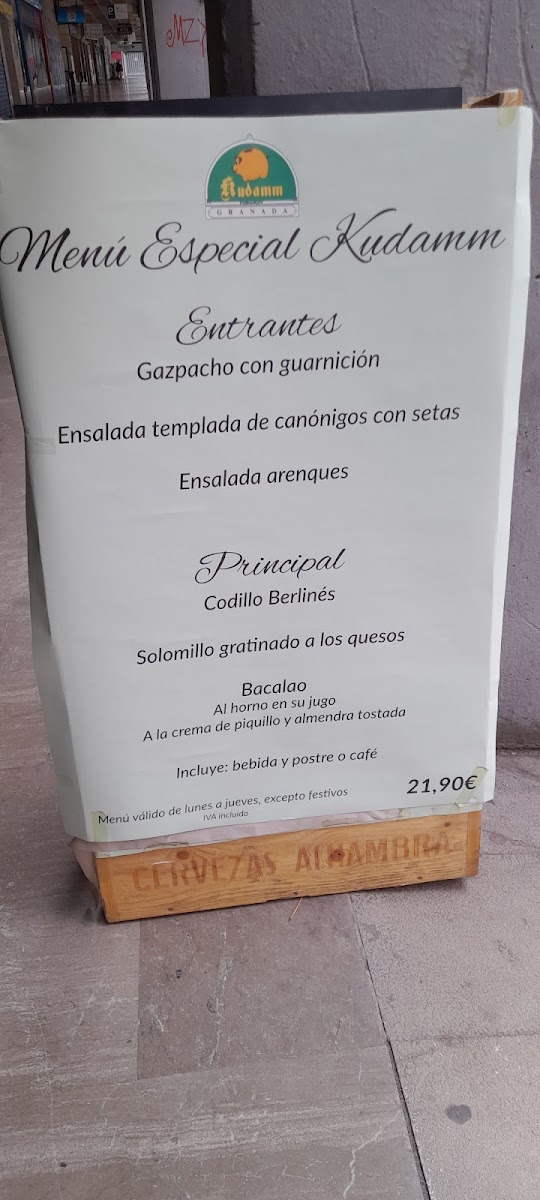 MZ
Kudamm
GRANADA
Menú Especial Kudamm
Entrantes
Gazpacho con guarnición
Ensalada templada de canónigos con setas
Ensalada arenques
Principal
Codillo Berlinés
Solomillo gratinado a los quesos
Bacalao
Al horno en su jugo
A la crema de piquillo y almendra tostada
Incluye: bebida y postre o café
21,90€
Menú válido de lunes a jueves, excepto festivos
IVA incluido
CERVEZAS ALHAMBRA